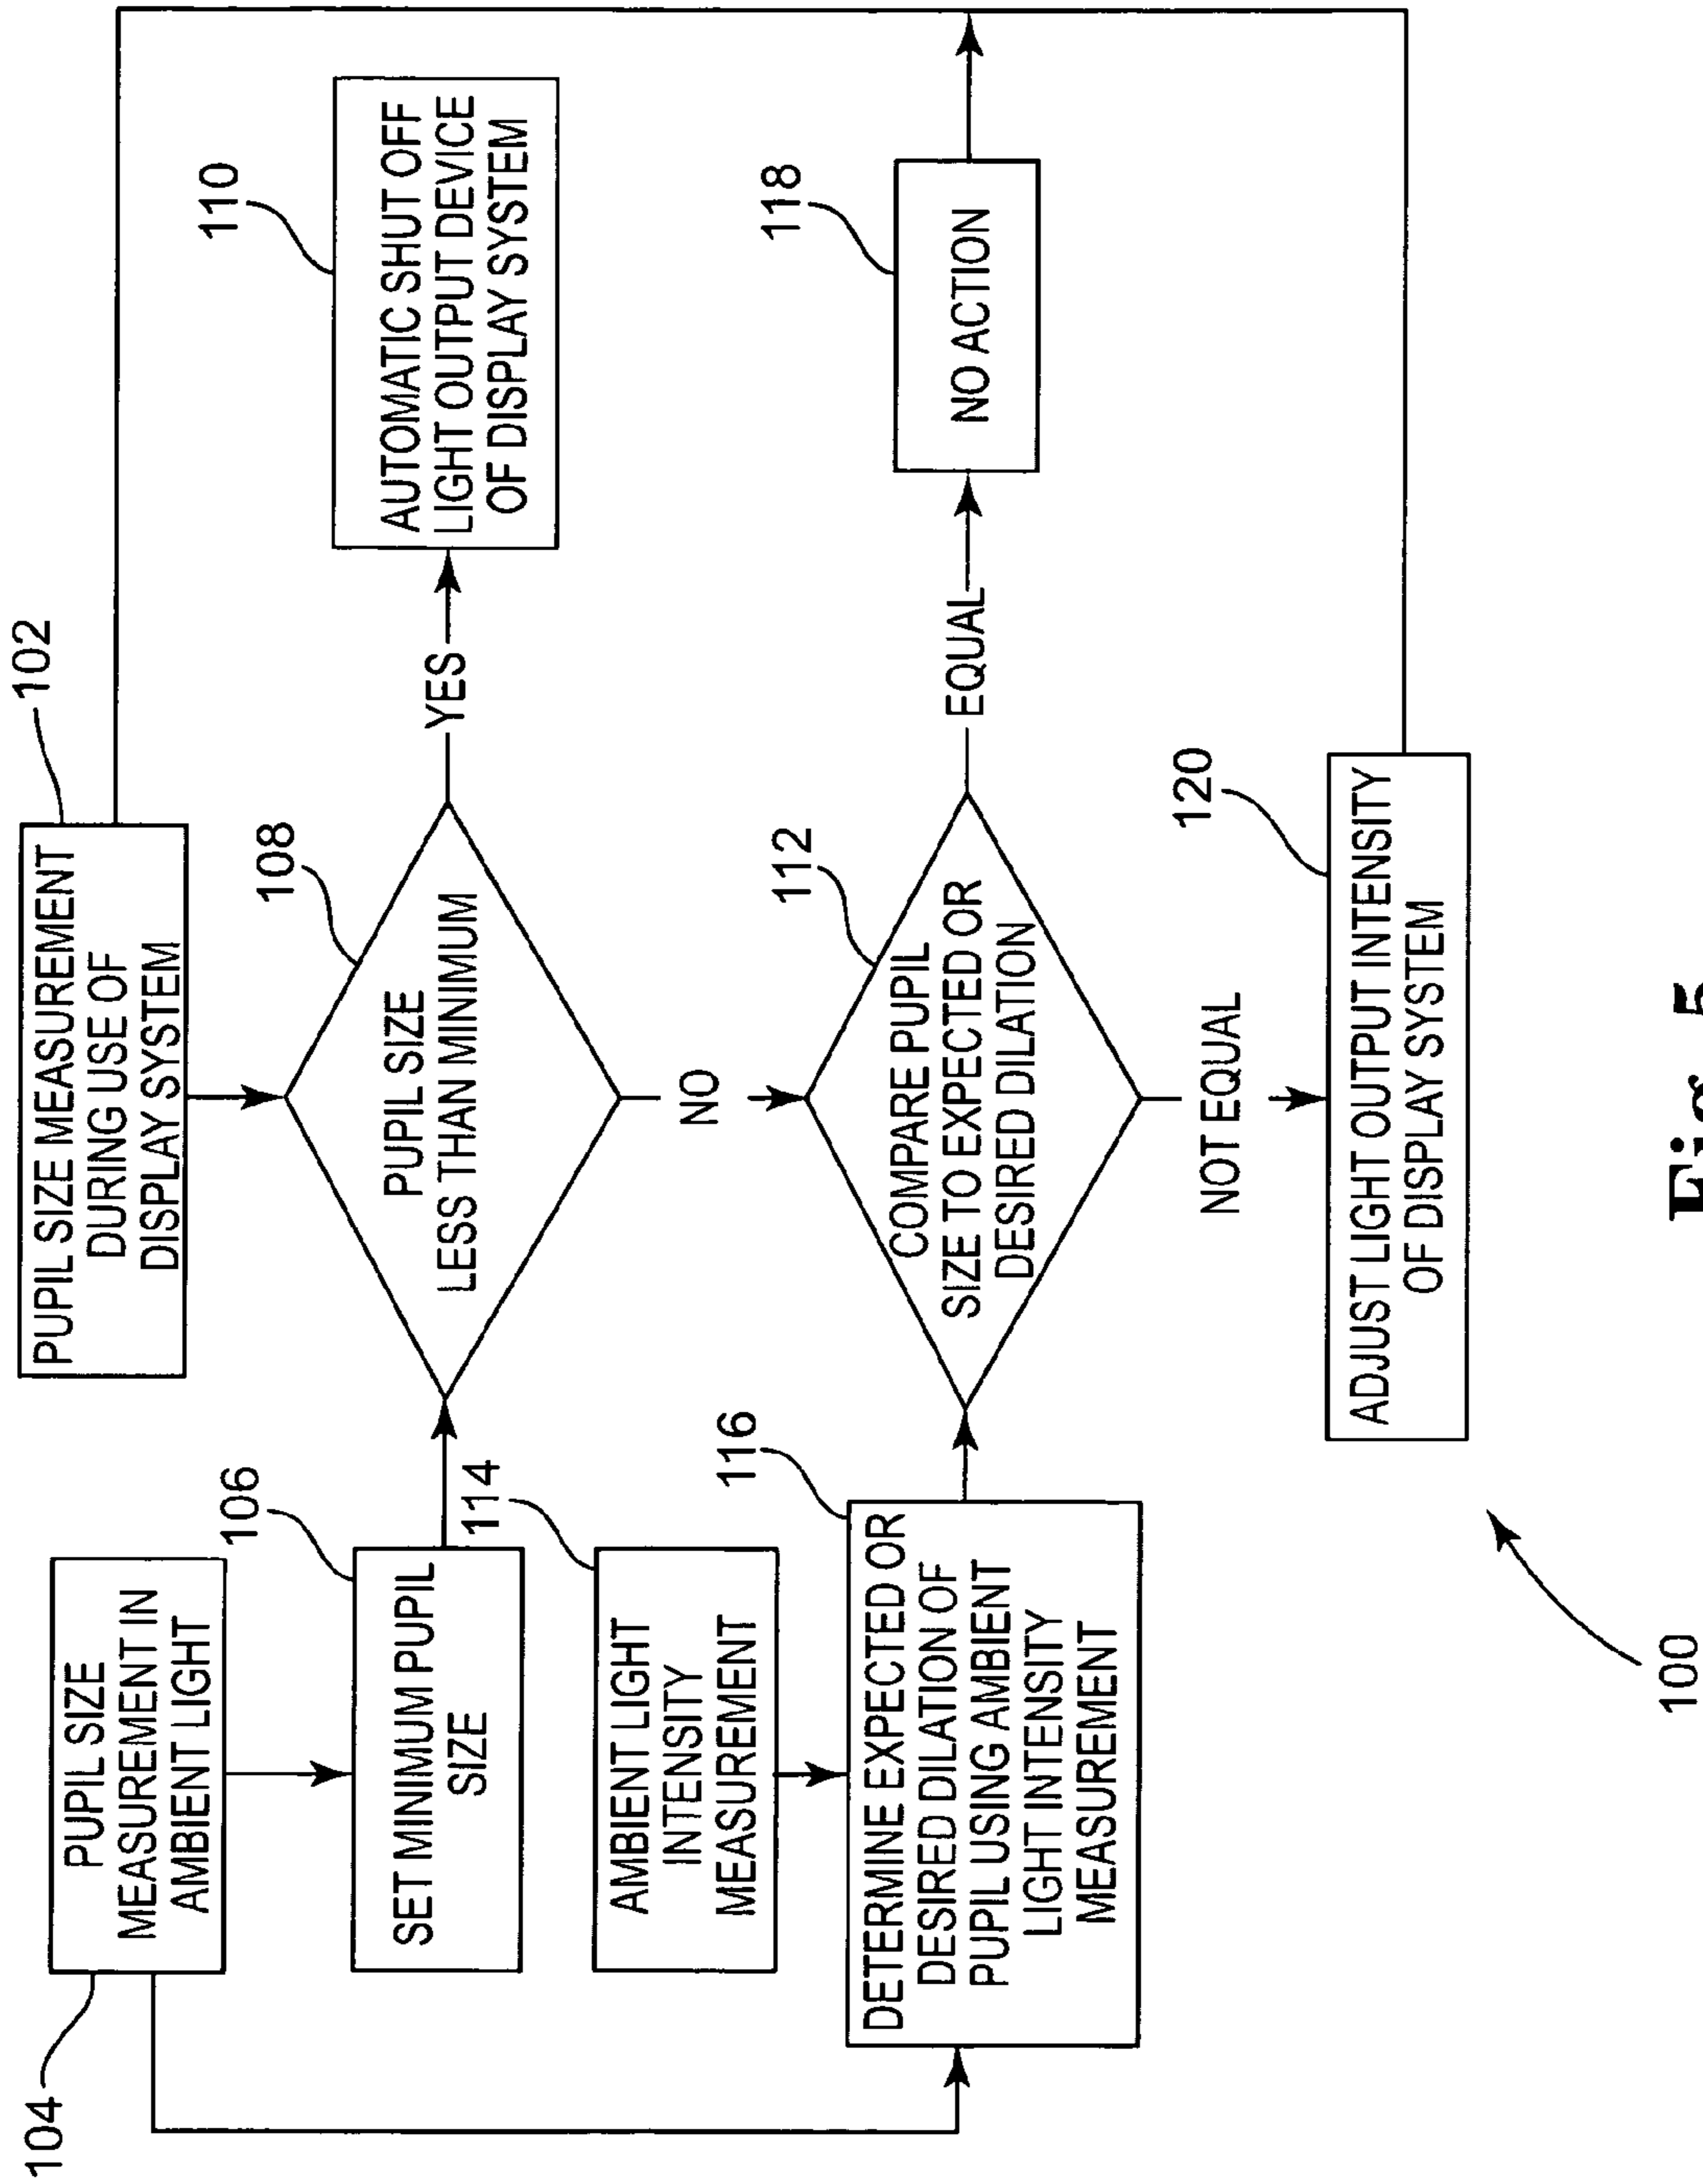 104
PUPIL SIZE
MEASUREMENT IN
AMBIENT LIGHT
PUPIL SIZE MEASUREMENT
DURING USE OF
DISPLAY SYSTEM
102
106
SET MINIMUM PUPIL
SIZE
108
PUPIL SIZE
LESS THAN MINIMUM
YES
110
AUTOMATIC SHUT OFF
LIGHT OUTPUT DEVICE
OF DISPLAY SYSTEM
NO
114
AMBIENT LIGHT
INTENSITY
MEASUREMENT
116
DETERMINE EXPECTED OR
DESIRED DILATION OF
PUPIL USING AMBIENT
LIGHT INTENSITY
MEASUREMENT
112
COMPARE PUPIL
SIZE TO EXPECTED OR
DESIRED DILATION
EQUAL
118
NO ACTION
NOT EQUAL
120
ADJUST LIGHT OUTPUT INTENSITY
OF DISPLAY SYSTEM
100
Fig. 5